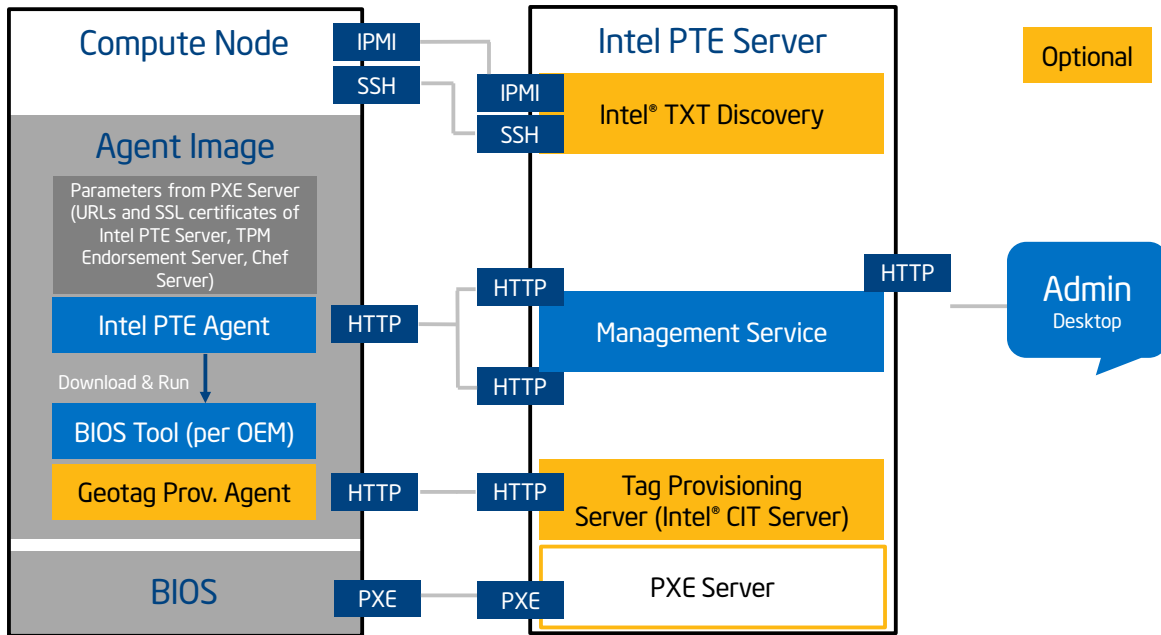 Compute Node
IPMI
SSH
Agent Image
Parameters from PXE Server
(URLs and SSL certificates of
Intel PTE Server, TPM
Endorsement Server, Chef
Server)
Intel PTE Agent
HTTP
Download & Run
BIOS Tool (per OEM)
Geotag Prov. Agent
HTTP
BIOS
PXE
Intel PTE Server
IPMI
SSH
Intel® TXT Discovery
HTTP
HTTP
Management Service
HTTP
HTTP
Tag Provisioning
Server (Intel® CIT Server)
PXE
PXE Server
Optional
Admin
Desktop